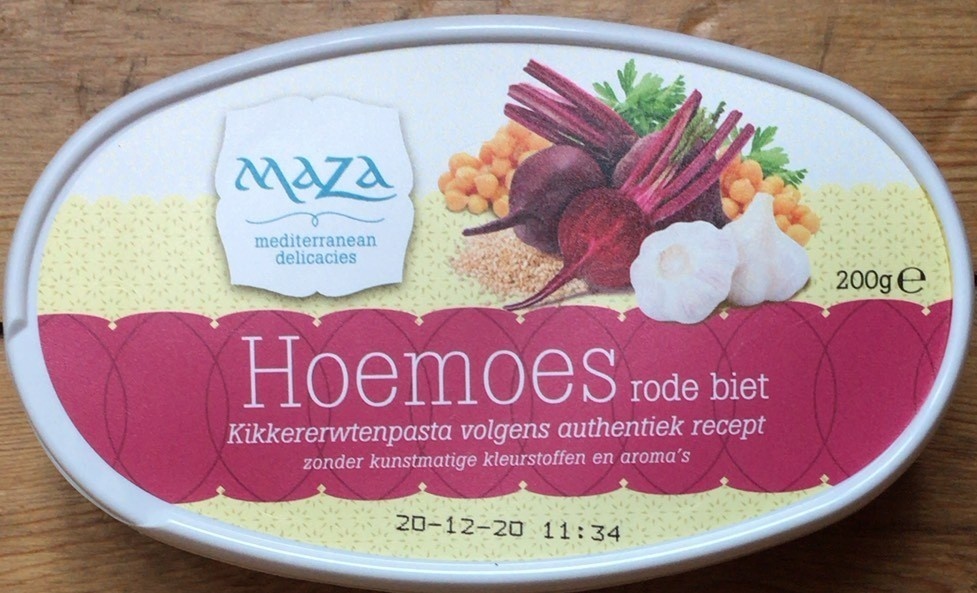 MAZA
mediterranean
delicacies
200g ℮
Hoemoes rode biet
Kikkererwtenpasta volgens authentiek recept
zonder kunstmatige kleurstoffen en aroma's
20-12-20 11:34